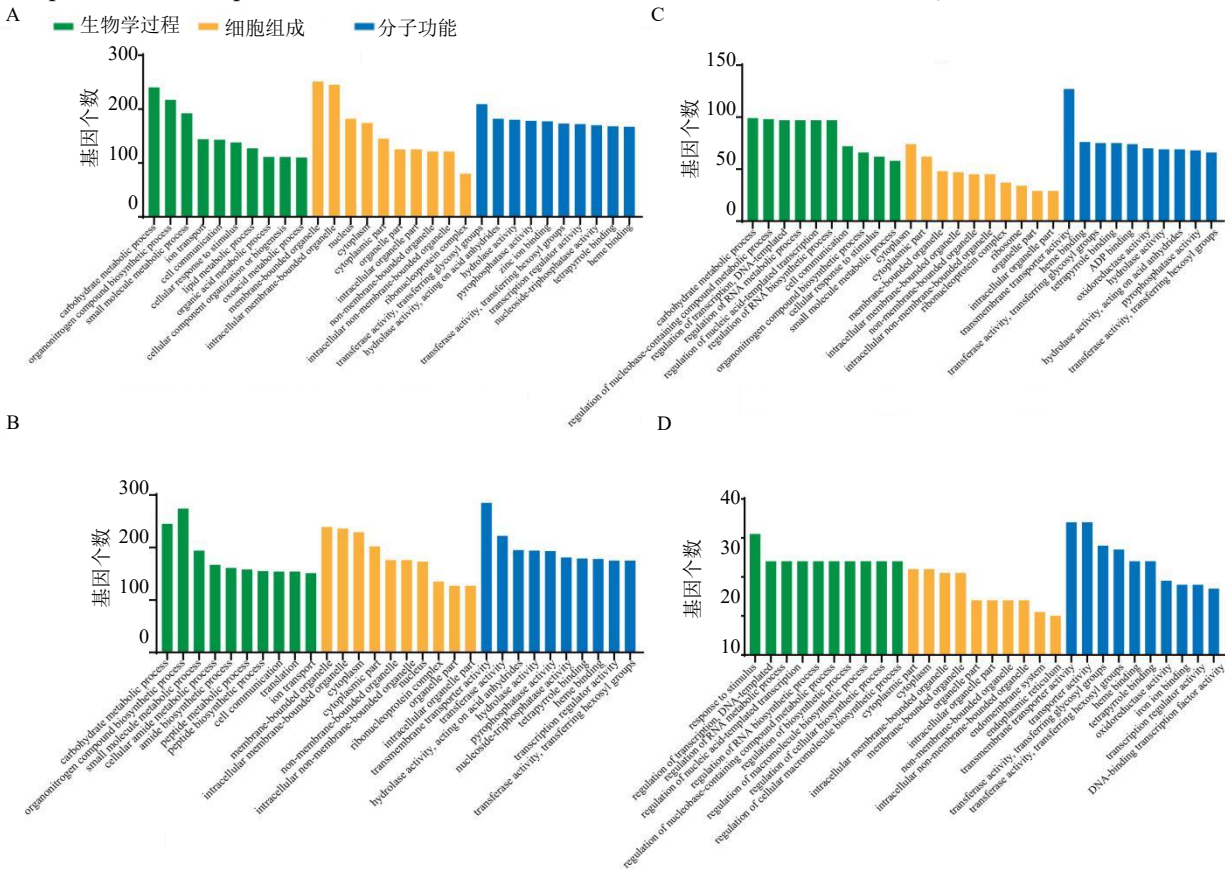 A
生物学过程
细胞组成
分子功能
基因个数
300
200
100
0
carbohydrate metabolic process
organonitrogen compound biosynthetic process
small molecule metabolic process
ion transport
cell communication
cellular response to stimulus
lipid metabolic process
organic acid metabolic process
cellular component organization or biogenesis
oxoacid metabolic process
intracellular membrane-bounded organelle
membrane-bounded organelle
nucleus
cytoplasm
cytoplasmic part
organelle part
intracellular organelle part
non-membrane-bounded organelle
intracellular non-membrane-bounded organelle
ribonucleoprotein complex
transferase activity, transferring glycosyl groups
hydrolase activity, acting on acid anhydrides
hydrolase activity
pyrophosphatase activity
zinc ion binding
transferase activity, transferring hexosyl groups
transcription regulator activity
nucleoside-triphosphatase activity
tetrapyrrole binding
heme binding
C
基因个数
150
100
50
0
carbohydrate metabolic process
regulation of nucleobase-containing compound metabolic process
regulation of transcription, DNA-templated
regulation of RNA metabolic process
regulation of nucleic acid-templated transcription
regulation of RNA biosynthetic process
cell communication
organonitrogen compound biosynthetic process
cellular response to stimulus
small molecule metabolic process
cytoplasm
cytoplasmic part
membrane-bounded organelle
intracellular membrane-bounded organelle
non-membrane-bounded organelle
intracellular non-membrane-bounded organelle
ribonucleoprotein complex
ribosome
organelle part
intracellular organelle part
transmembrane transporter activity
heme binding
transferase activity, transferring glycosyl groups
tetrapyrrole binding
ADP binding
oxidoreductase activity
hydrolase activity
hydrolase activity, acting on acid anhydrides
pyrophosphatase activity
transferase activity, transferring hexosyl groups
B
基因个数
300
200
100
0
carbohydrate metabolic process
organonitrogen compound biosynthetic process
small molecule metabolic process
cellular amide metabolic process
amide biosynthetic process
peptide metabolic process
peptide biosynthetic process
cell communication
translation
ion transport
membrane-bounded organelle
intracellular membrane-bounded organelle
cytoplasm
cytoplasmic part
non-membrane-bounded organelle
intracellular non-membrane-bounded organelle
nucleus
ribonucleoprotein complex
organelle part
intracellular organelle part
transmembrane transporter activity
transporter activity
hydrolase activity, acting on acid anhydrides
hydrolase activity
pyrophosphatase activity
nucleoside-triphosphatase activity
tetrapyrrole binding
heme binding
transcription regulator activity
transferase activity, transferring hexosyl groups
D
基因个数
40
30
20
10
response to stimulus
regulation of transcription, DNA-templated
regulation of RNA metabolic process
regulation of nucleic acid-templated transcription
regulation of RNA biosynthetic process
regulation of nucleobase-containing compound metabolic process
regulation of biosynthetic process
regulation of macromolecule biosynthetic process
regulation of cellular biosynthetic process
regulation of cellular macromolecule biosynthetic process
cytoplasmic part
cytoplasm
intracellular membrane-bounded organelle
membrane-bounded organelle
organelle part
intracellular organelle part
non-membrane-bounded organelle
intracellular non-membrane-bounded organelle
endomembrane system
endoplasmic reticulum
transmembrane transporter activity
transporter activity
transferase activity, transferring glycosyl groups
transferase activity, transferring hexosyl groups
heme binding
tetrapyrrole binding
oxidoreductase activity
iron ion binding
transcription regulator activity
DNA-binding transcription factor activity